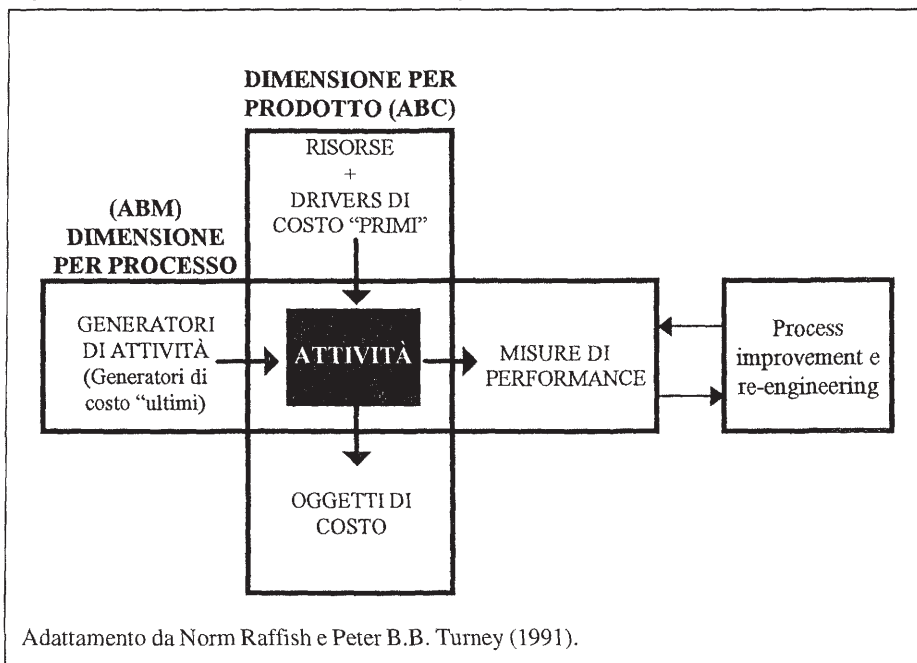 DIMENSIONE PER
PRODOTTO (ABC)
RISORSE
+
DRIVERS DI
COSTO “PRIMI”
(ABM)
DIMENSIONE
PER PROCESSO
GENERATORI
DI ATTIVITÀ
(Generatori di
costo “ultimi)
ATTIVITÀ
MISURE DI
PERFORMANCE
Process
improvement e
re-engineering
OGGETTI DI
COSTO
Adattamento da Norm Raffish e Peter B.B. Turney (1991).